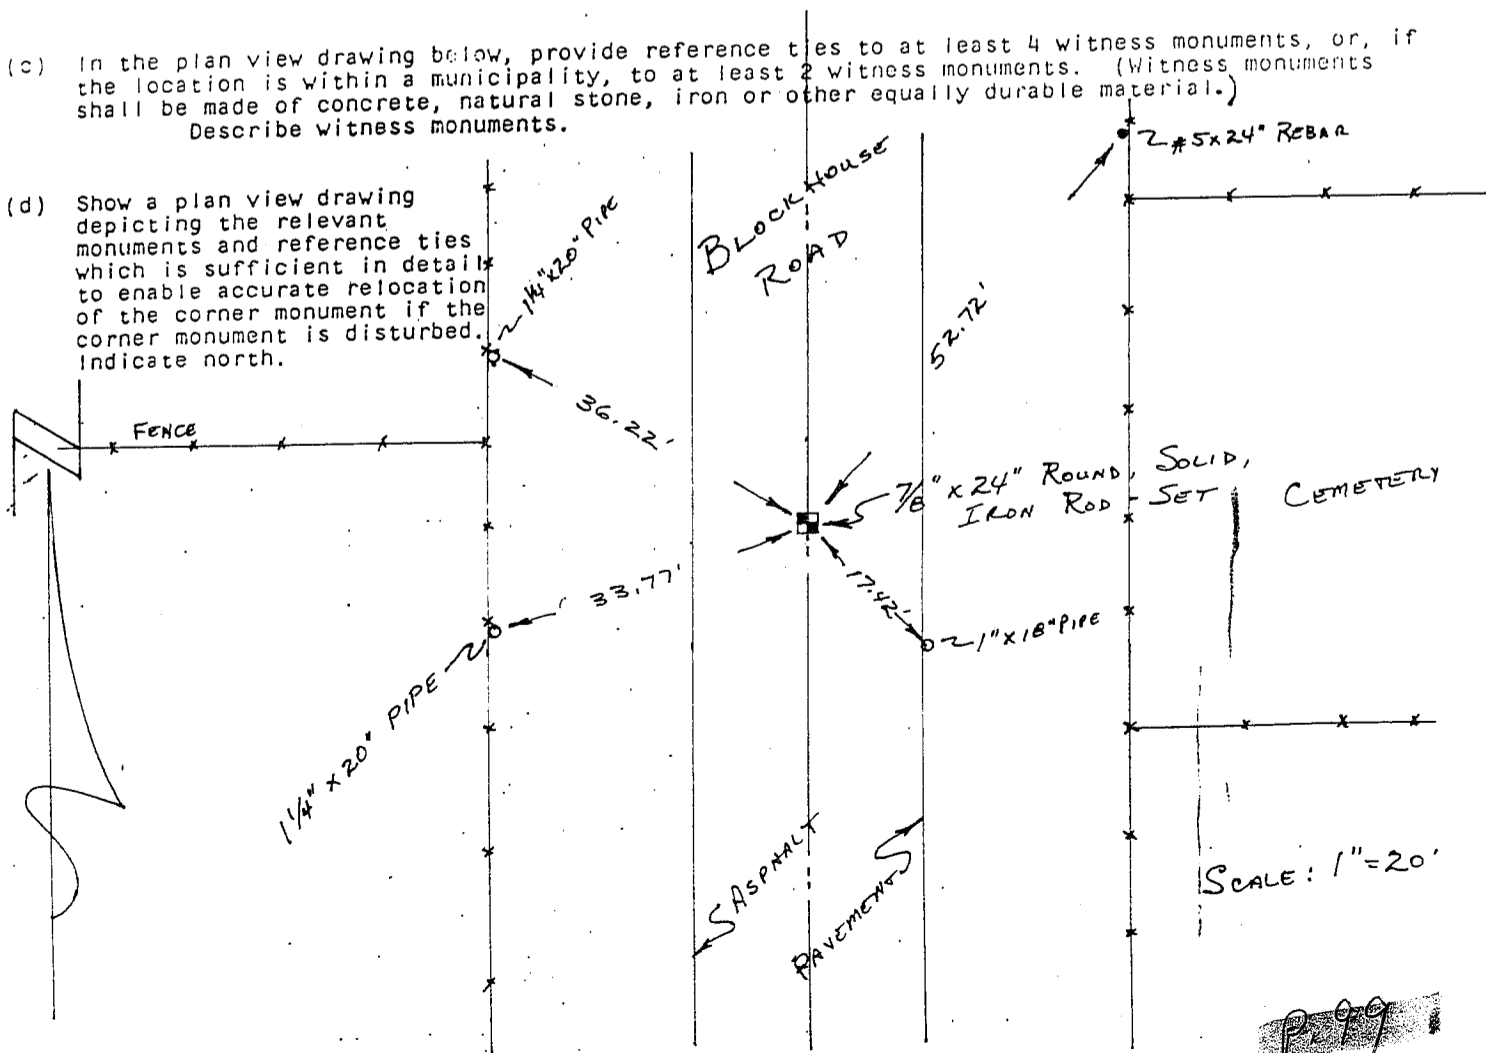 (c) In the plan view drawing below, provide reference ties to at least 4 witness monuments, or, if
the location is within a municipality, to at least 2 witness monuments. (Witness monuments
shall be made of concrete, natural stone, iron or other equally durable material.)
Describe witness monuments.
#5x24" REBAR
(d) Show a plan view drawing
depicting the relevant
monuments and reference ties
which is sufficient in detail
to enable accurate relocation
of the corner monument if the
corner monument is disturbed.
Indicate north.
1¼"x20" PIPE
BLOCK HOUSE
ROAD
52.72'
36.22'
FENCE
7/8" x 24" ROUND, SOLID,
IRON ROD - SET
CEMETERY
33.77'
17.42'
1"x18" PIPE
1 1/4" x 20" PIPE
ASPHALT
PAVEMENT
SCALE: 1"=20'
P. 99